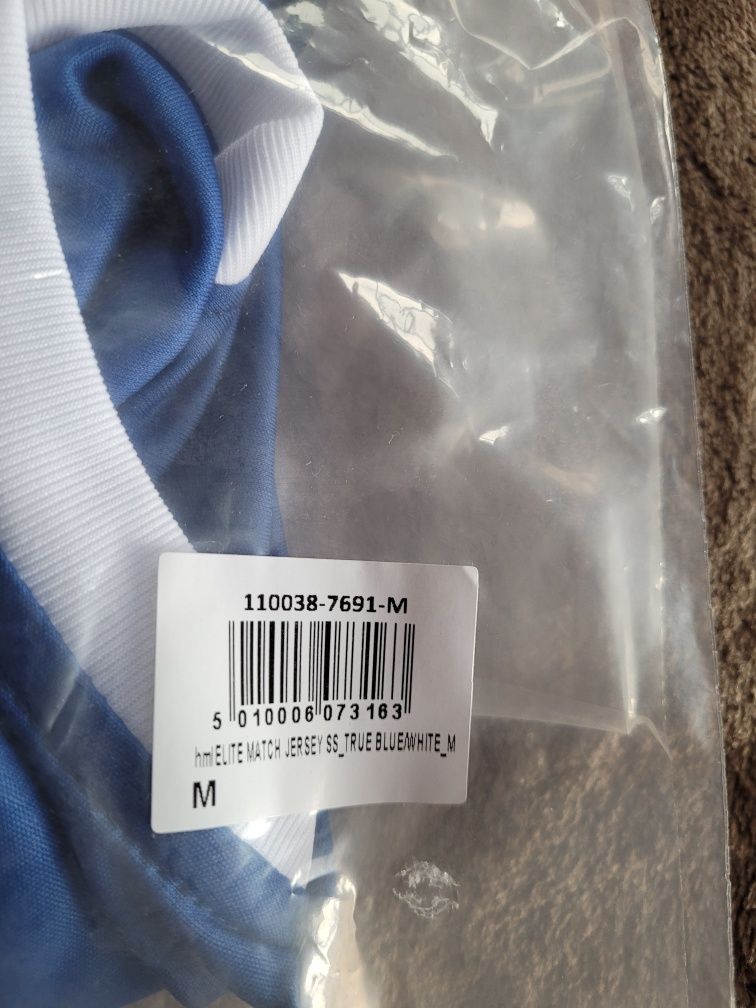 110038-7691-M
5 010006 073163
hmlELITE MATCH JERSEY SS_TRUE BLUE/WHITE_M
M